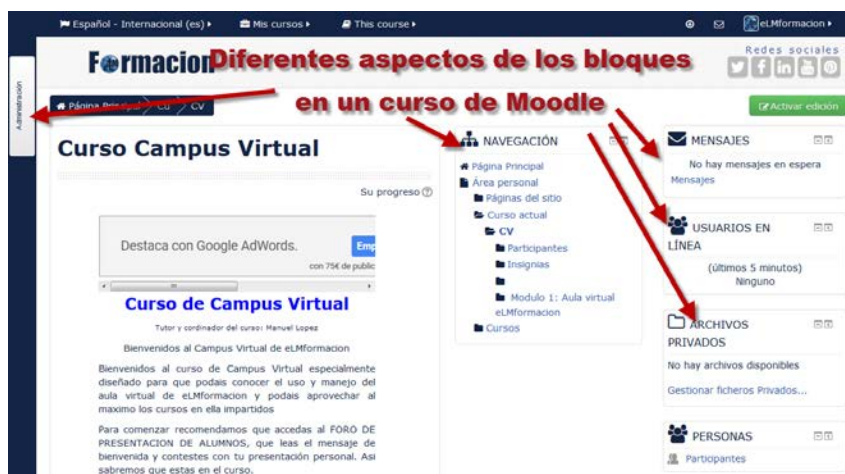 Español - Internacional (es)
Mis cursos
This course
eLMformacion
Formacion
Diferentes aspectos de los bloques
en un curso de Moodle
Redes sociales
Administración
Página Principal
CV
Activar edición
Curso Campus Virtual
Su progreso
Destaca con Google AdWords.
con 75€ de public
Curso de Campus Virtual
Tutor y cordinador del curso: Manuel Lopez
Bienvenidos al Campus Virtual de eLMformacion
Bienvenidos al curso de Campus Virtual especialmente
diseñado para que podais conocer el uso y manejo del
aula virtual de eLMformacion y podais aprovechar al
maximo los cursos en ella impartidos
Para comenzar recomendamos que accedas al FORO DE
PRESENTACION DE ALUMNOS, que leas el mensaje de
bienvenida y contestes con tu presentación personal. Asi
sabremos que estas en el curso.
NAVEGACIÓN
Página Principal
Área personal
Páginas del sitio
Curso actual
CV
Participantes
Insignias
Modulo 1: Aula virtual
eLMformacion
Cursos
MENSAJES
No hay mensajes en espera
Mensajes
USUARIOS EN
LÍNEA
(últimos 5 minutos)
Ninguno
ARCHIVOS
PRIVADOS
No hay archivos disponibles
Gestionar ficheros Privados...
PERSONAS
Participantes